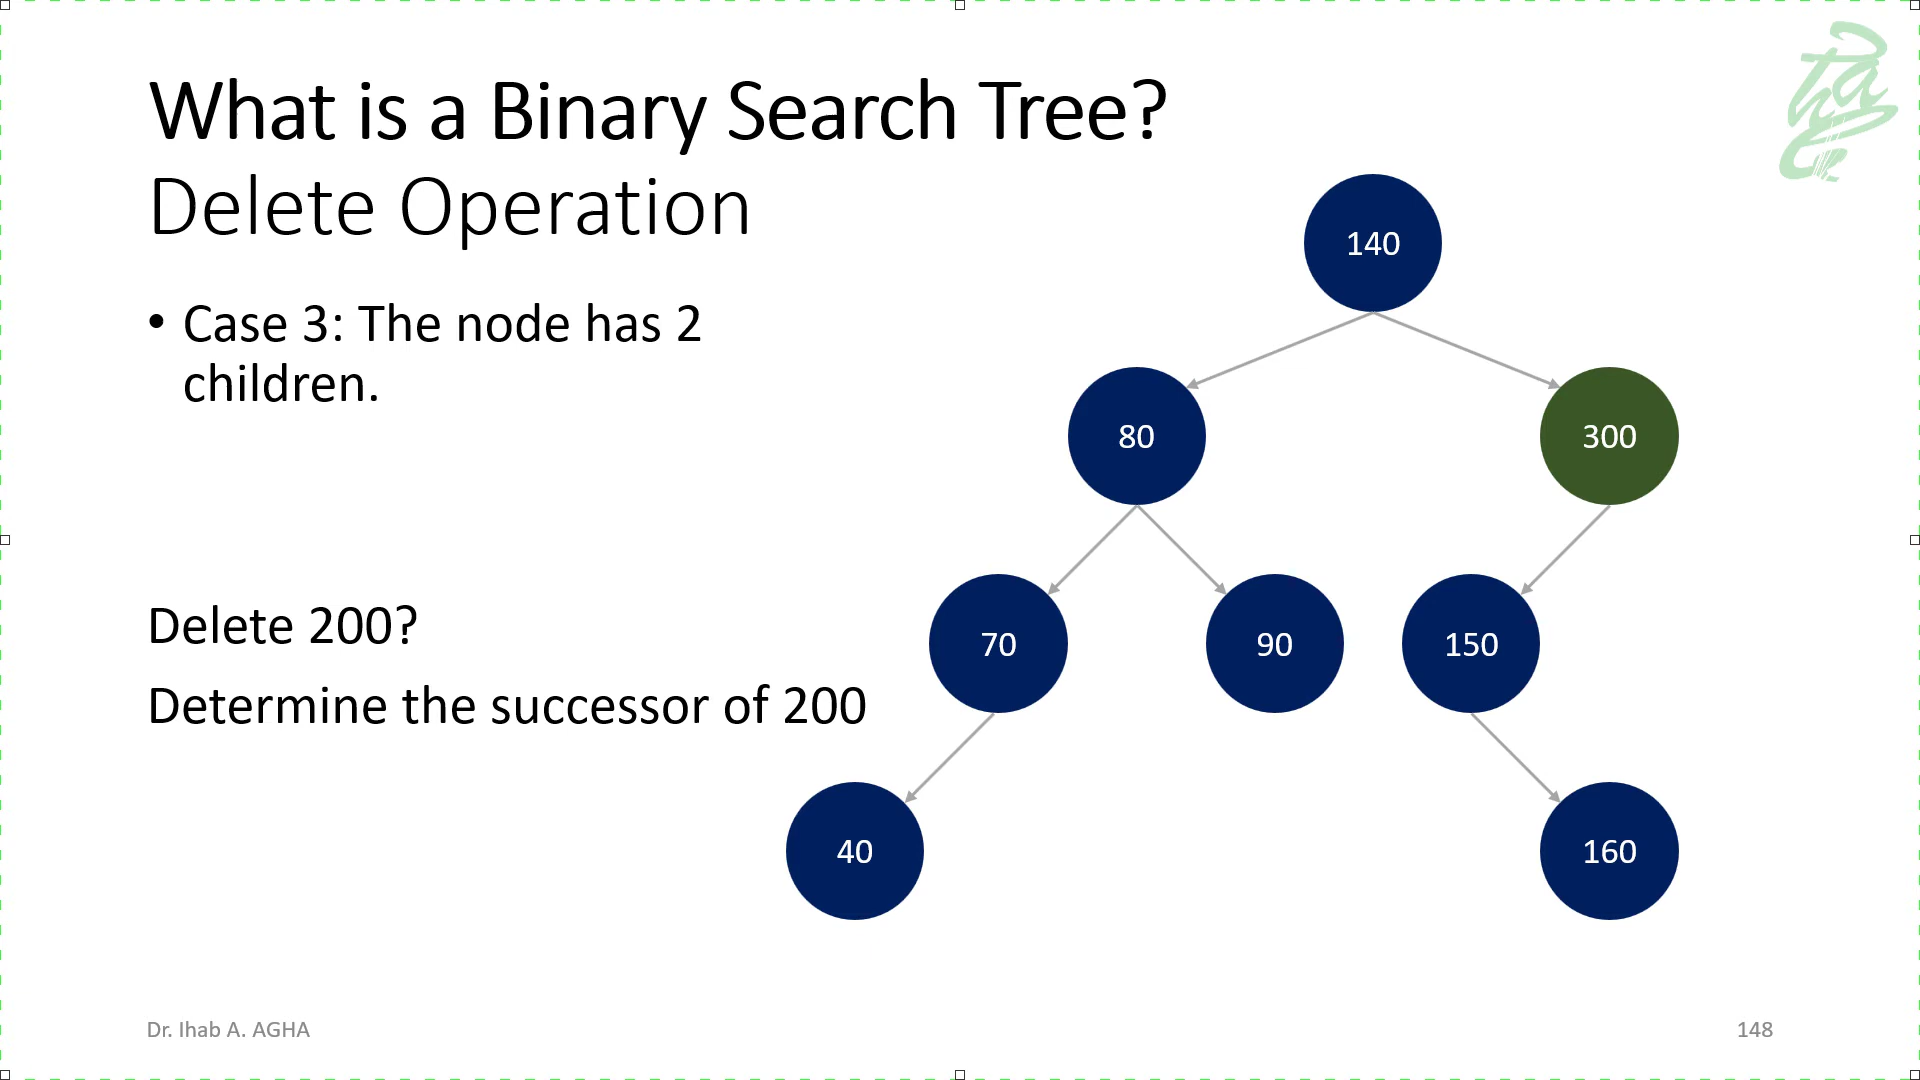 What is a Binary Search Tree?
Delete Operation
• Case 3: The node has 2
children.
Delete 200?
Determine the successor of 200
140
80
300
70
90
150
40
160
Dr. Ihab A. AGHA
148